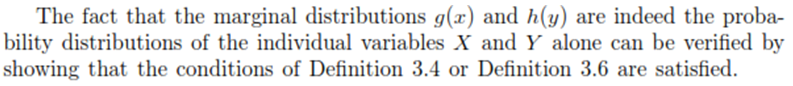 The fact that the marginal distributions g(x) and h(y) are indeed the proba-
bility distributions of the individual variables X and Y alone can be verified by
showing that the conditions of Definition 3.4 or Definition 3.6 are satisfied.